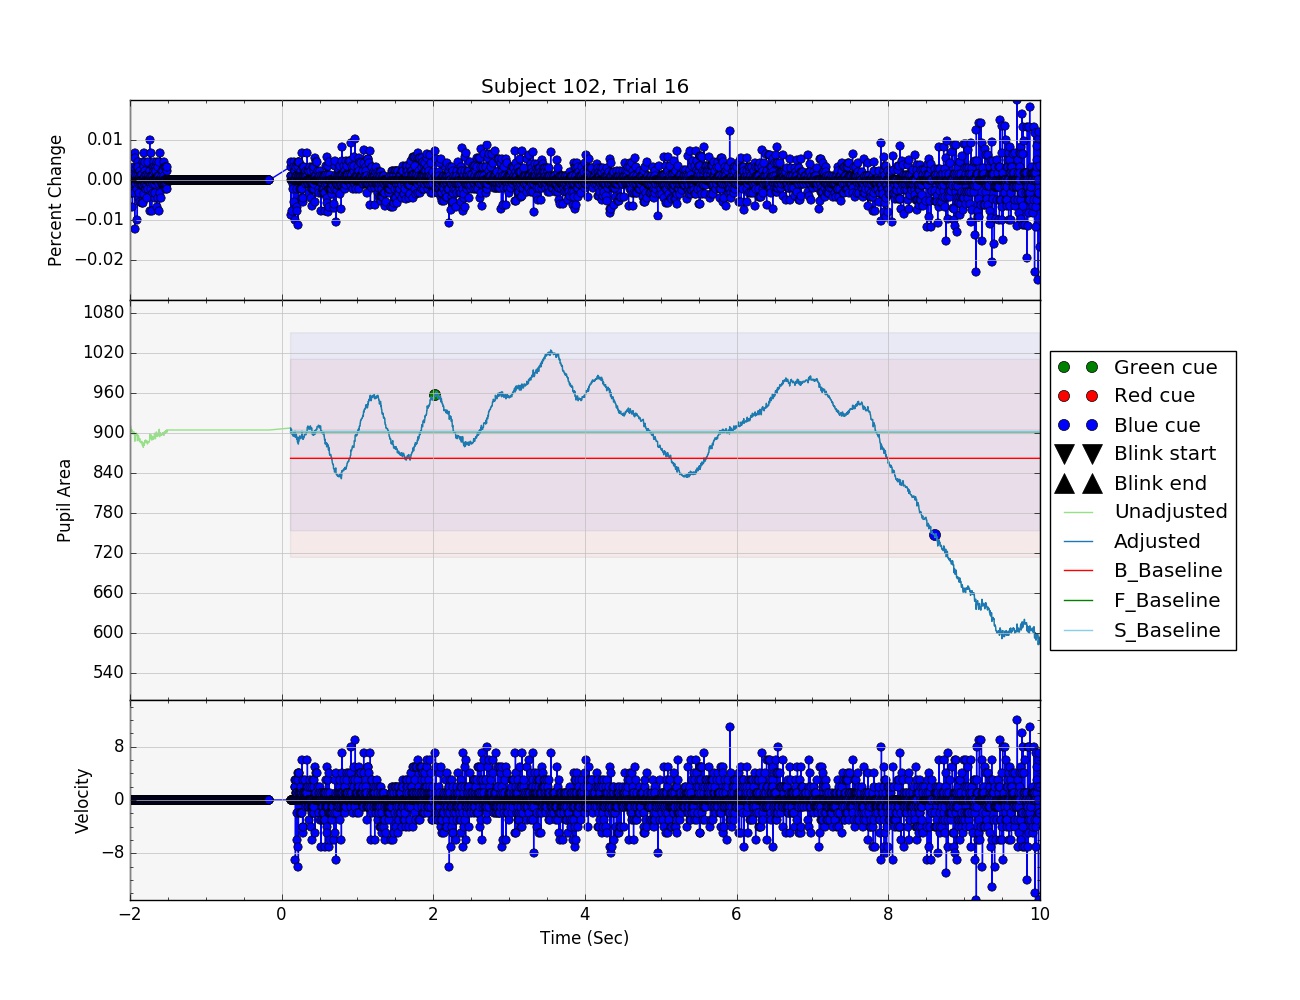 Subject 102, Trial 16
Percent Change
0.01
0.00
−0.01
−0.02
Pupil Area
1080
1020
960
900
840
780
720
660
600
540
Green cue
Red cue
Blue cue
Blink start
Blink end
Unadjusted
Adjusted
B_Baseline
F_Baseline
S_Baseline
Velocity
8
0
−8
−2 0 2 4 6 8 10
Time (Sec)